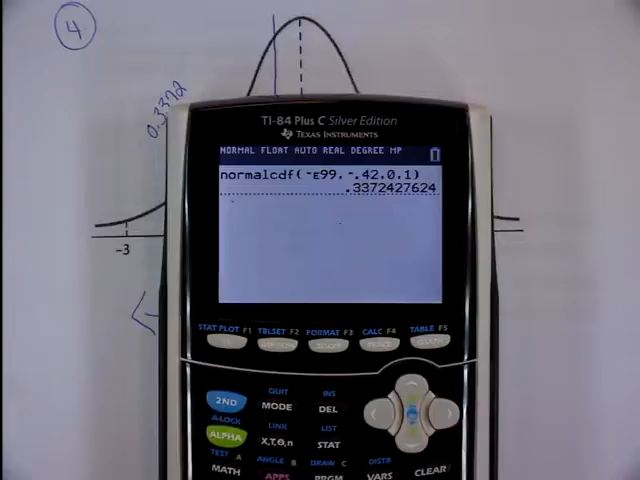 4
0.3372
-3
TI-84 Plus C Silver Edition
TEXAS INSTRUMENTS
NORMAL FLOAT AUTO REAL DEGREE MP
normalcdf(-E99,-.42,0,1)
.3372427624
STAT PLOT F1 TBLSET F2 FORMAT F3 CALC F4 TABLE F5
QUIT INS
2ND MODE DEL
A-LOCK LINK LIST
ALPHA X,T,Θ,n STAT
TEST A ANGLE B DRAW C DISTR
MATH APPS PRGM VARS CLEAR